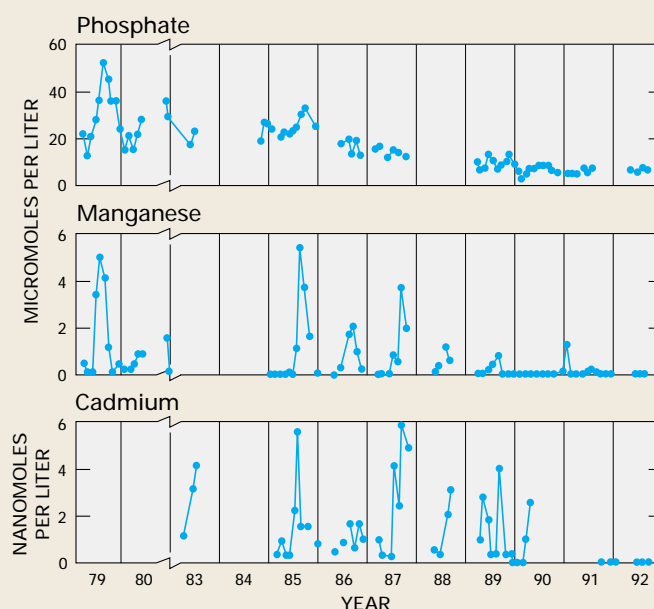 Phosphate
60
40
20
0
MICROMOLES PER LITER
Manganese
6
4
2
0
Cadmium
NANOMOLES
PER LITER
6
4
2
0
79 80 83 84 85 86 87 88 89 90 91 92
YEAR